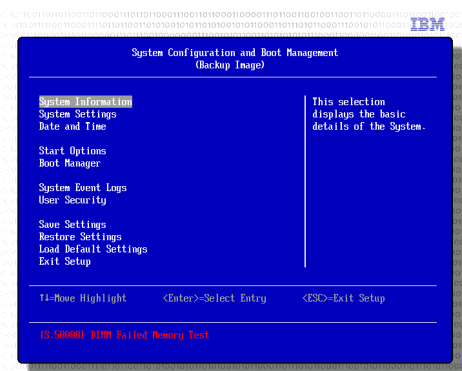 IBM
System Configuration and Boot Management
(Backup Image)
System Information
System Settings
Date and Time
Start Options
Boot Manager
System Event Logs
User Security
Save Settings
Restore Settings
Load Default Settings
Exit Setup
This selection
displays the basic
details of the System.
↑↓=Move Highlight <Enter>=Select Entry <ESC>=Exit Setup
[S.58008] DIMM Failed Memory Test